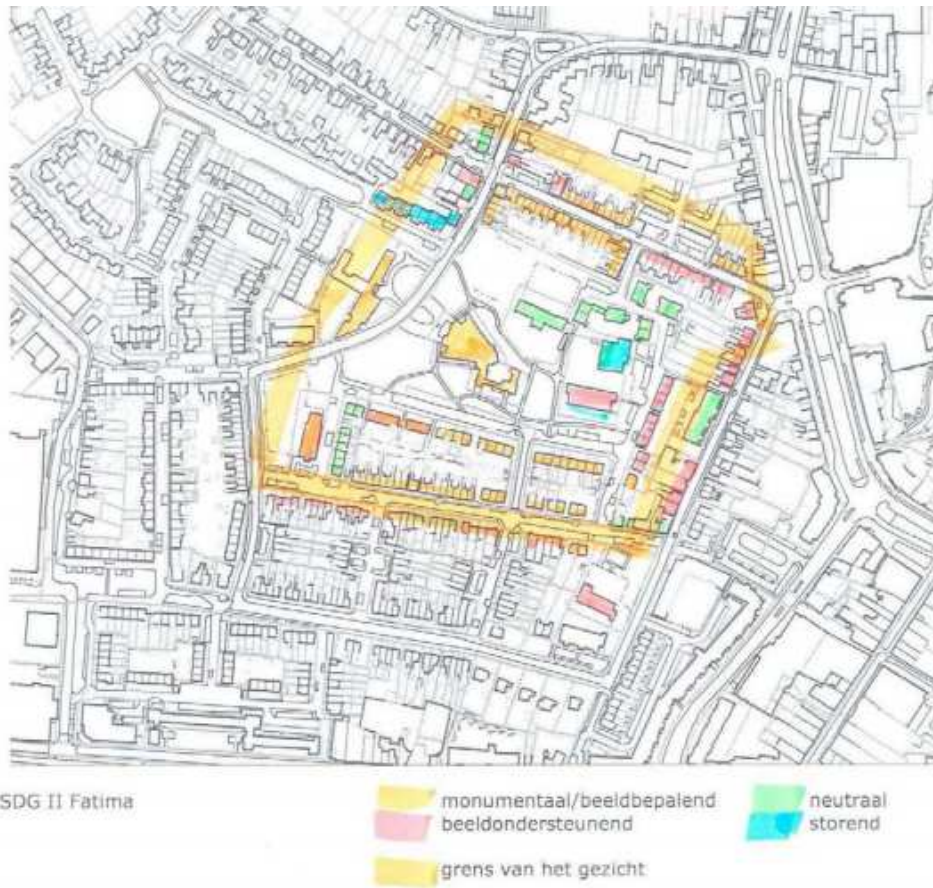 SDG II Fatima
monumentaal/beeldbepalend
beeldondersteunend
grens van het gezicht
neutraal
storend